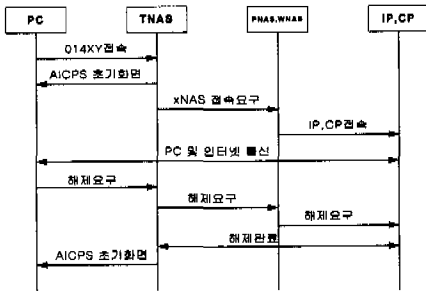 PC
TNAS
PNAS,WNAS
IP,CP
014XY접속
AICPS 초기화면
xNAS 접속요구
IP,CP접속
PC 및 인터넷 통신
해제요구
해제요구
해제요구
해제완료
AICPS 초기화면